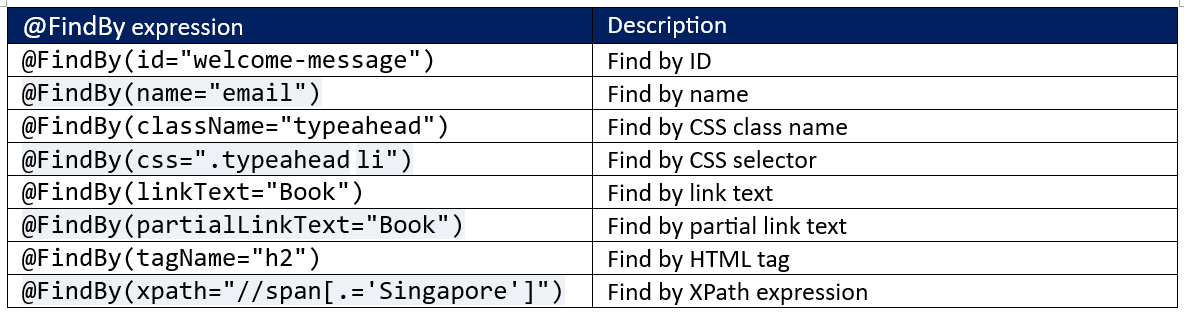 @FindBy expression Description
@FindBy(id="welcome-message") Find by ID
@FindBy(name="email") Find by name
@FindBy(className="typeahead") Find by CSS class name
@FindBy(css=".typeahead li") Find by CSS selector
@FindBy(linkText="Book") Find by link text
@FindBy(partialLinkText="Book") Find by partial link text
@FindBy(tagName="h2") Find by HTML tag
@FindBy(xpath="//span[.='Singapore']") Find by XPath expression